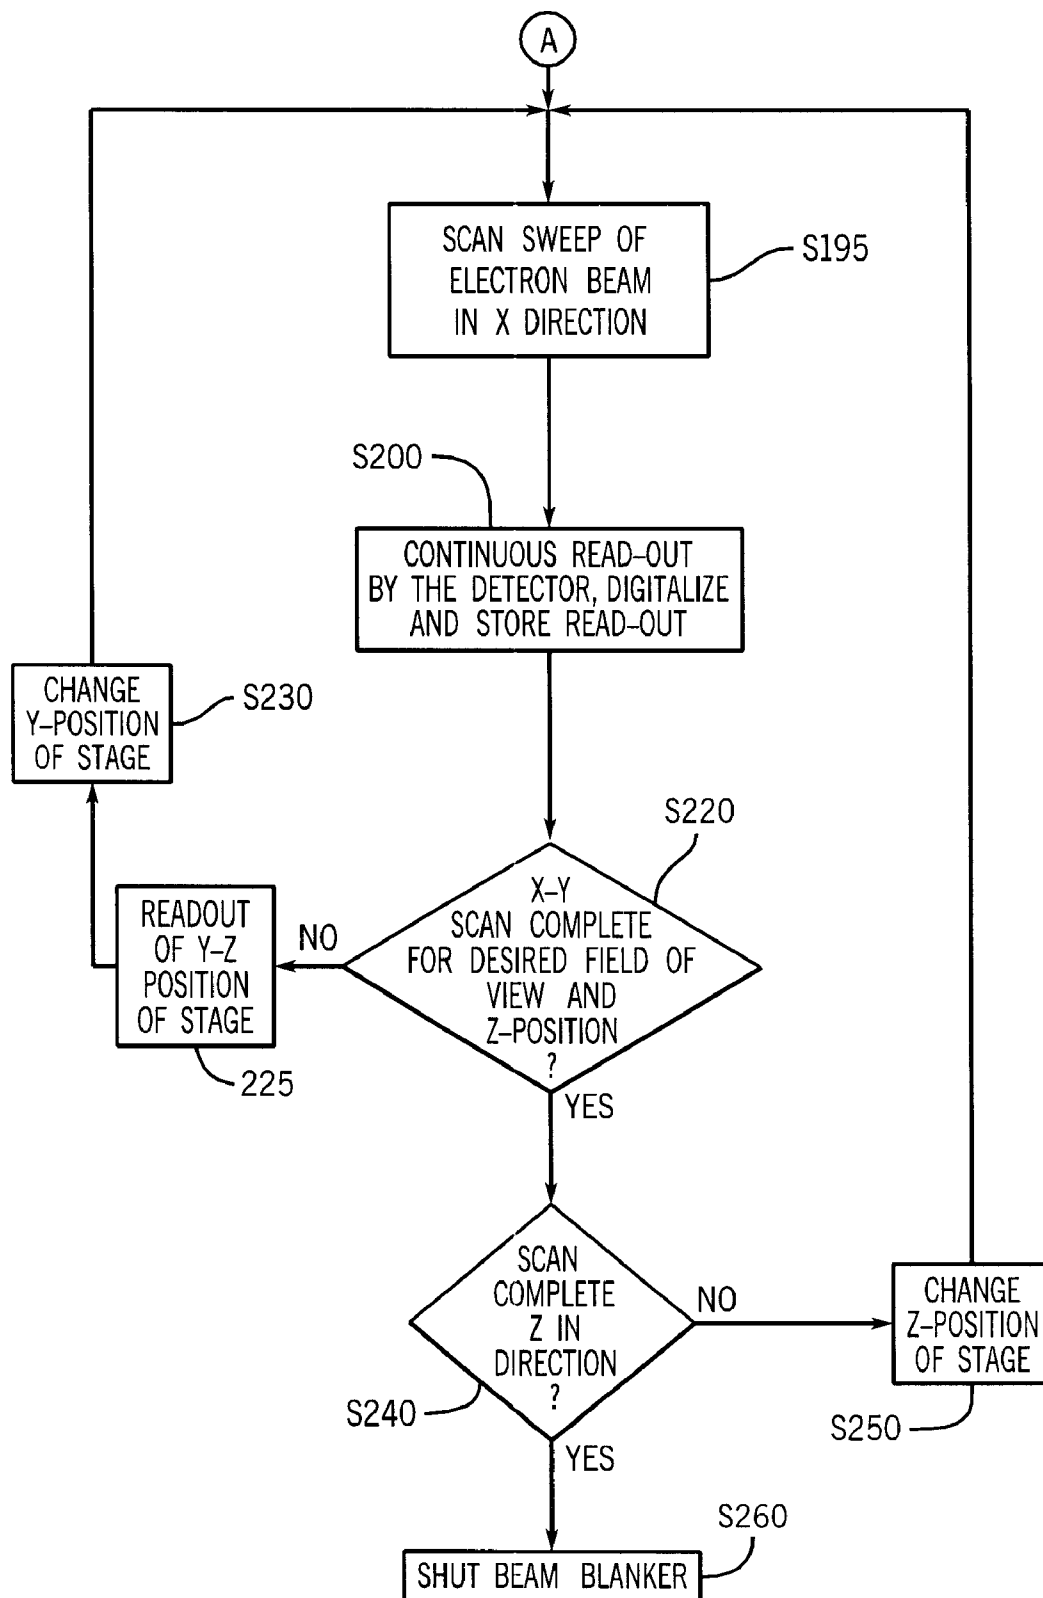 A
SCAN SWEEP OF
ELECTRON BEAM
IN X DIRECTION
S195
S200
CONTINUOUS READ-OUT
BY THE DETECTOR, DIGITALIZE
AND STORE READ-OUT
CHANGE
Y-POSITION
OF STAGE
S230
S220
X-Y
SCAN COMPLETE
FOR DESIRED FIELD OF
VIEW AND
Z-POSITION
?
NO
READOUT
OF Y-Z
POSITION
OF STAGE
225
YES
SCAN
COMPLETE
Z IN
DIRECTION
?
NO
CHANGE
Z-POSITION
OF STAGE
S240
S250
YES
S260
SHUT BEAM BLANKER